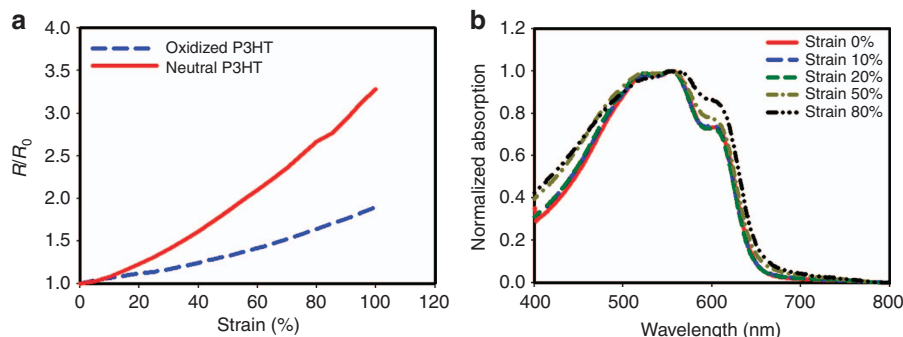 a
4.0
3.5
3.0
2.5
2.0
1.5
1.0
R/R0
Oxidized P3HT
Neutral P3HT
0 20 40 60 80 100 120
Strain (%)
b
1.2
1.0
0.8
0.6
0.4
0.2
0.0
Normalized absorption
Strain 0%
Strain 10%
Strain 20%
Strain 50%
Strain 80%
400 500 600 700 800
Wavelength (nm)